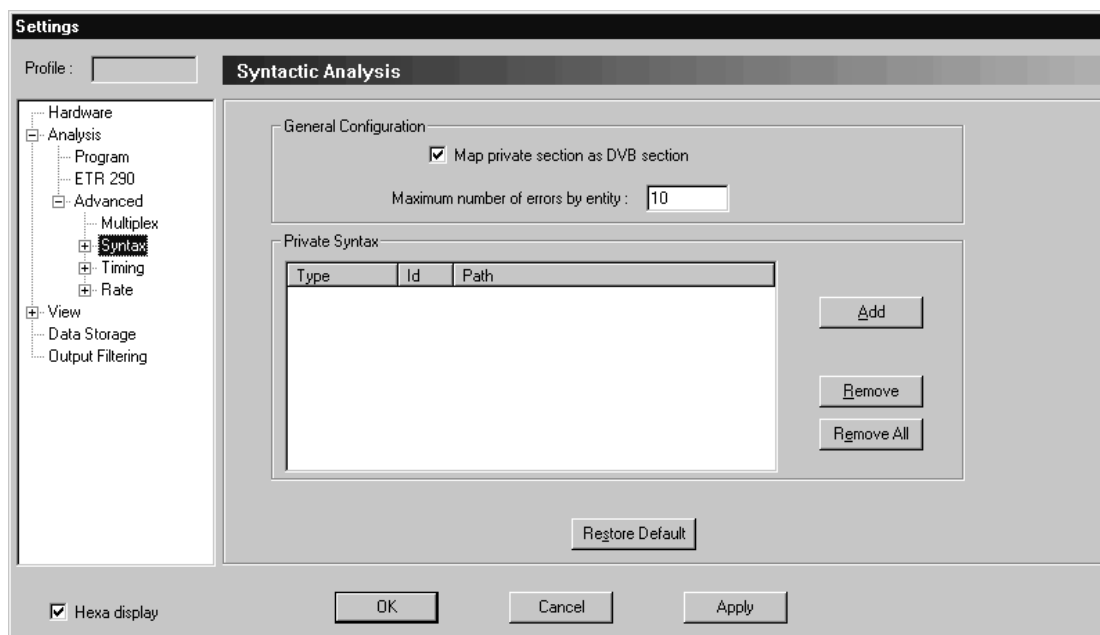 Settings
Profile :
Syntactic Analysis
Hardware
Analysis
Program
ETR 290
Advanced
Multiplex
Syntax
Timing
Rate
View
Data Storage
Output Filtering
General Configuration
Map private section as DVB section
Maximum number of errors by entity : 10
Private Syntax
Type Id Path
Add
Remove
Remove All
Restore Default
Hexa display
OK Cancel Apply